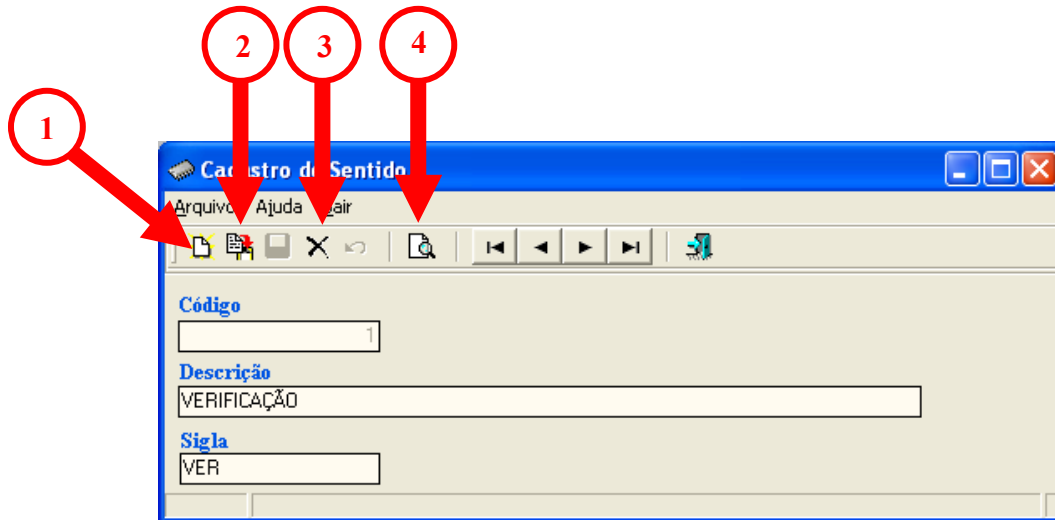 2 3 4
1
Cadastro de Sentido
Arquivo Ajuda Sair
Código
1
Descrição
VERIFICAÇÃO
Sigla
VER